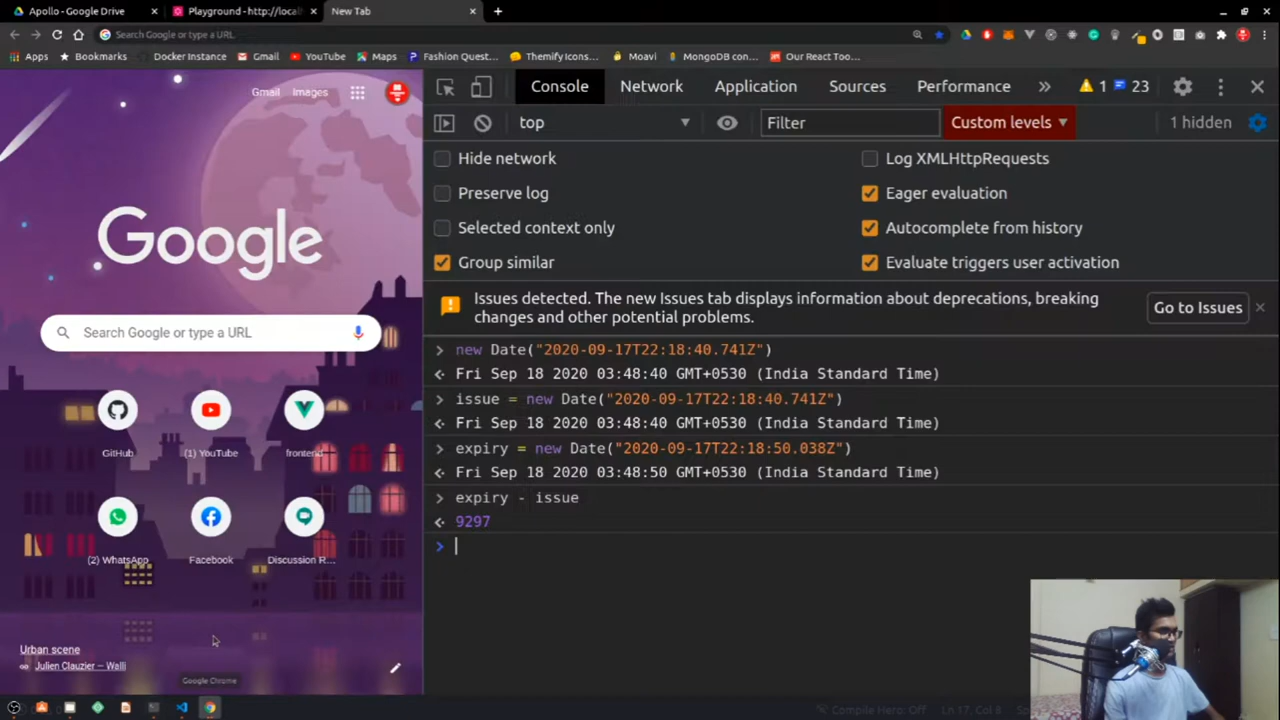 Apollo - Google Drive
Playground - http://local
New Tab
Search Google or type a URL
Apps
Bookmarks
Docker Instance
Gmail
YouTube
Maps
Fashion Quest...
Themify Icons...
Moavi
MongoDB con...
Our React Too...
Gmail
Images
Google
Search Google or type a URL
GitHub
(1) YouTube
frontend
(2) WhatsApp
Facebook
Discussion R...
Urban scene
Julien Clauzier — Walli
Google Chrome
Console
Network
Application
Sources
Performance
»
1
23
top
Filter
Custom levels
1 hidden
Hide network
Log XMLHttpRequests
Preserve log
Eager evaluation
Selected context only
Autocomplete from history
Group similar
Evaluate triggers user activation
Issues detected. The new Issues tab displays information about deprecations, breaking
changes and other potential problems.
Go to Issues
new Date("2020-09-17T22:18:40.741Z")
Fri Sep 18 2020 03:48:40 GMT+0530 (India Standard Time)
issue = new Date("2020-09-17T22:18:40.741Z")
Fri Sep 18 2020 03:48:40 GMT+0530 (India Standard Time)
expiry = new Date("2020-09-17T22:18:50.038Z")
Fri Sep 18 2020 03:48:50 GMT+0530 (India Standard Time)
expiry - issue
9297
Compile Hero: Off
Ln 17, Col 8